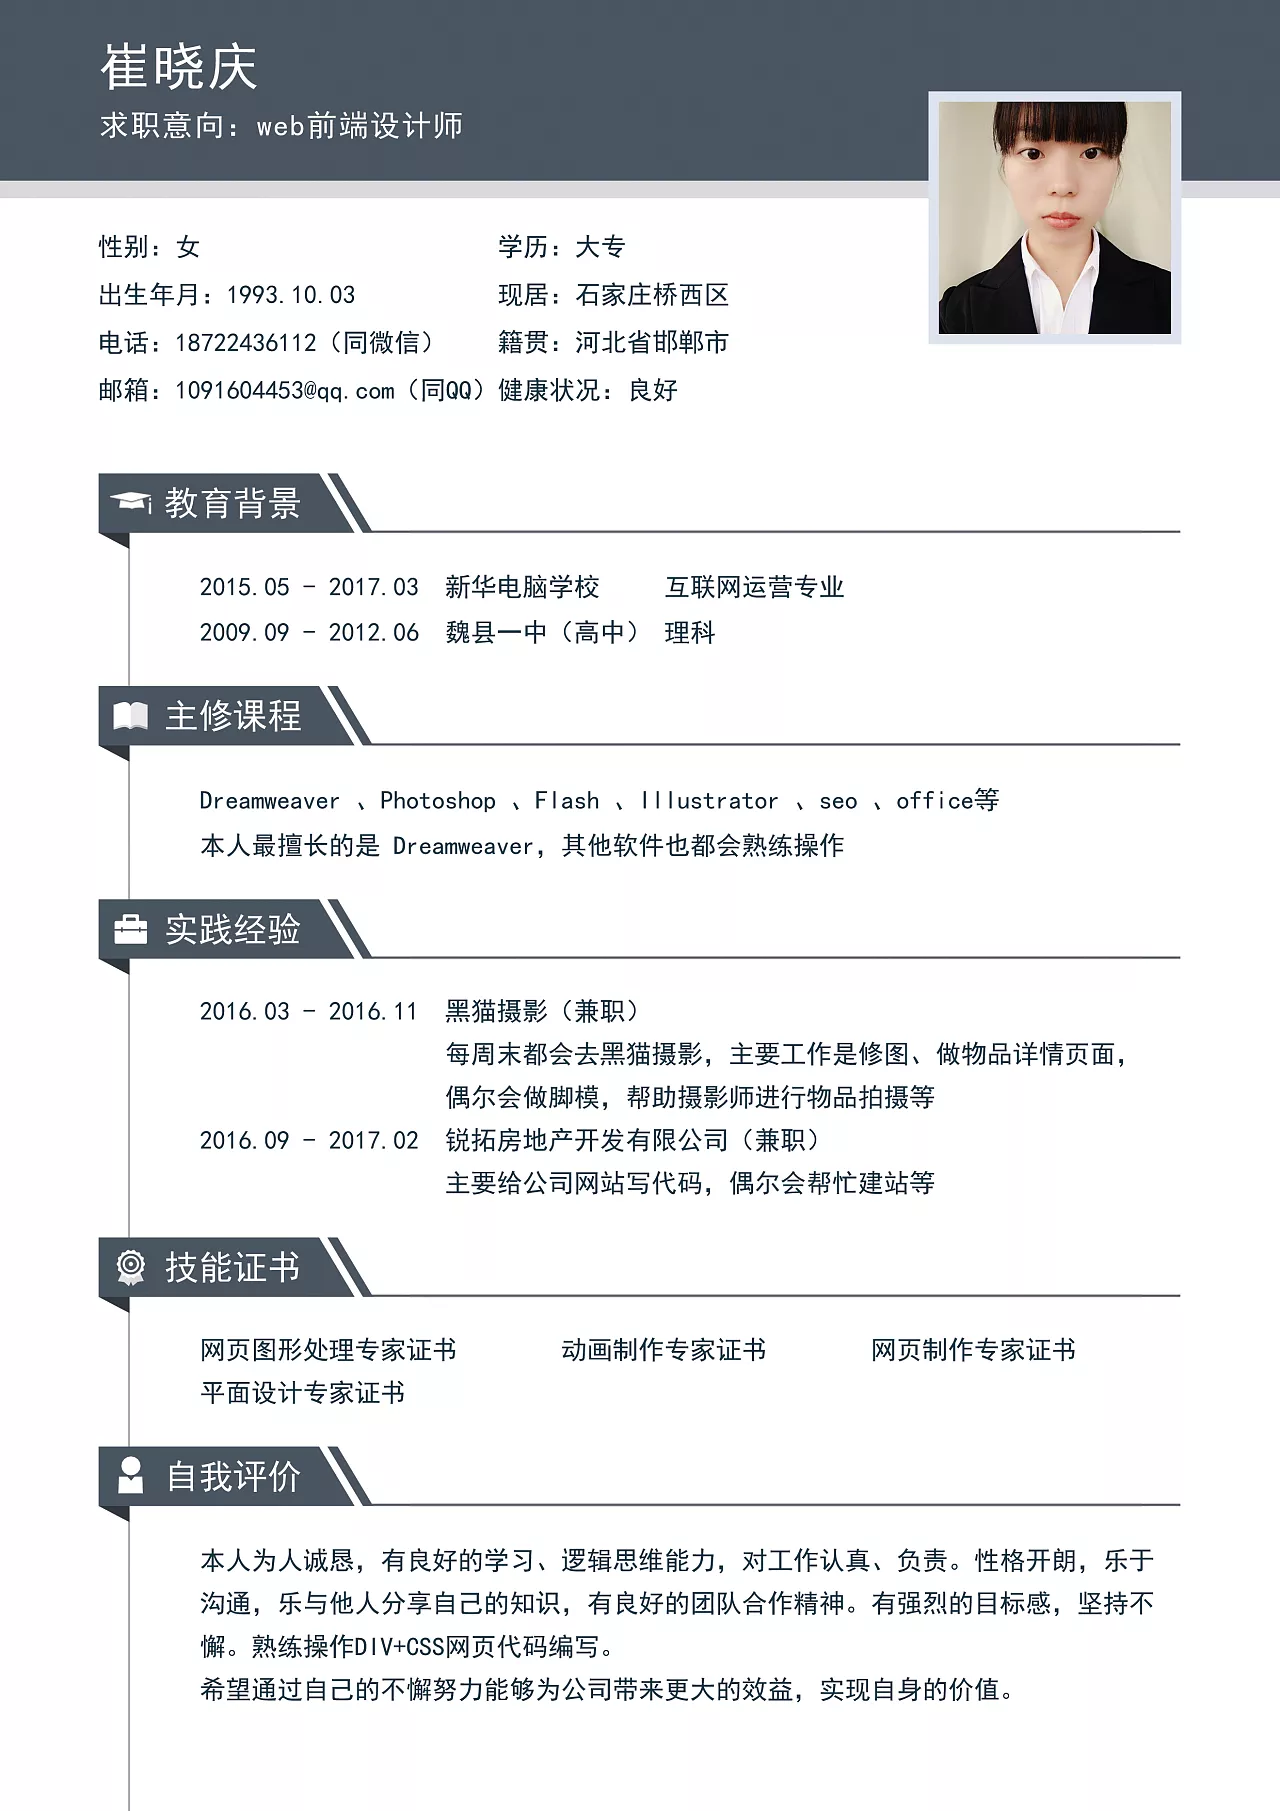 崔晓庆
求职意向：web前端设计师
性别：女
学历：大专
出生年月：1993.10.03
现居：石家庄桥西区
电话：18722436112（同微信）
籍贯：河北省邯郸市
邮箱：1091604453@qq.com（同QQ）
健康状况：良好
教育背景
2015.05 - 2017.03 新华电脑学校 互联网运营专业
2009.09 - 2012.06 魏县一中（高中） 理科
主修课程
Dreamweaver 、Photoshop 、Flash 、Illustrator 、seo 、office等
本人最擅长的是 Dreamweaver，其他软件也都会熟练操作
实践经验
2016.03 - 2016.11 黑猫摄影（兼职）
每周末都会去黑猫摄影，主要工作是修图、做物品详情页面，
偶尔会做脚模，帮助摄影师进行物品拍摄等
2016.09 - 2017.02 锐拓房地产开发有限公司（兼职）
主要给公司网站写代码，偶尔会帮忙建站等
技能证书
网页图形处理专家证书 动画制作专家证书 网页制作专家证书
平面设计专家证书
自我评价
本人为人诚恳，有良好的学习、逻辑思维能力，对工作认真、负责。性格开朗，乐于
沟通，乐与他人分享自己的知识，有良好的团队合作精神。有强烈的目标感，坚持不
懈。熟练操作DIV+CSS网页代码编写。
希望通过自己的不懈努力能够为公司带来更大的效益，实现自身的价值。